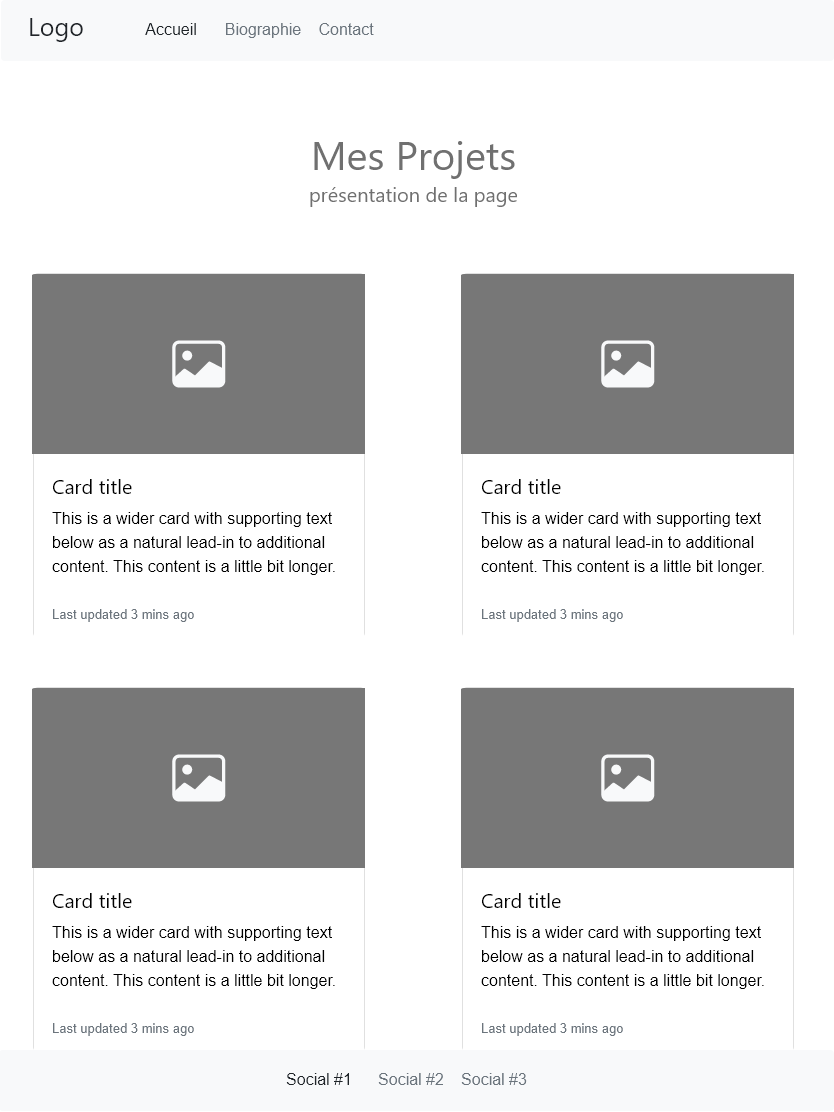 Logo
Accueil Biographie Contact
Mes Projets
présentation de la page
Card title
This is a wider card with supporting text
below as a natural lead-in to additional
content. This content is a little bit longer.
Last updated 3 mins ago
Card title
This is a wider card with supporting text
below as a natural lead-in to additional
content. This content is a little bit longer.
Last updated 3 mins ago
Card title
This is a wider card with supporting text
below as a natural lead-in to additional
content. This content is a little bit longer.
Last updated 3 mins ago
Card title
This is a wider card with supporting text
below as a natural lead-in to additional
content. This content is a little bit longer.
Last updated 3 mins ago
Social #1 Social #2 Social #3